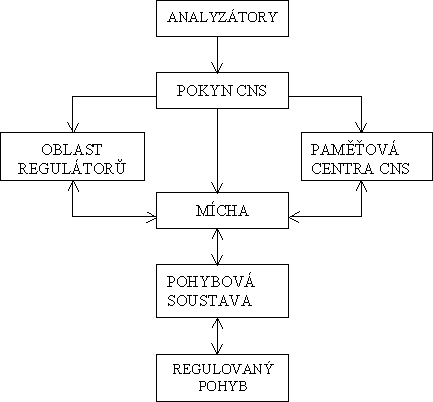 ANALYZÁTORY
POKYN CNS
OBLAST
REGULÁTORŮ
PAMĚŤOVÁ
CENTRA CNS
MÍCHA
POHYBOVÁ
SOUSTAVA
REGULOVANÝ
POHYB